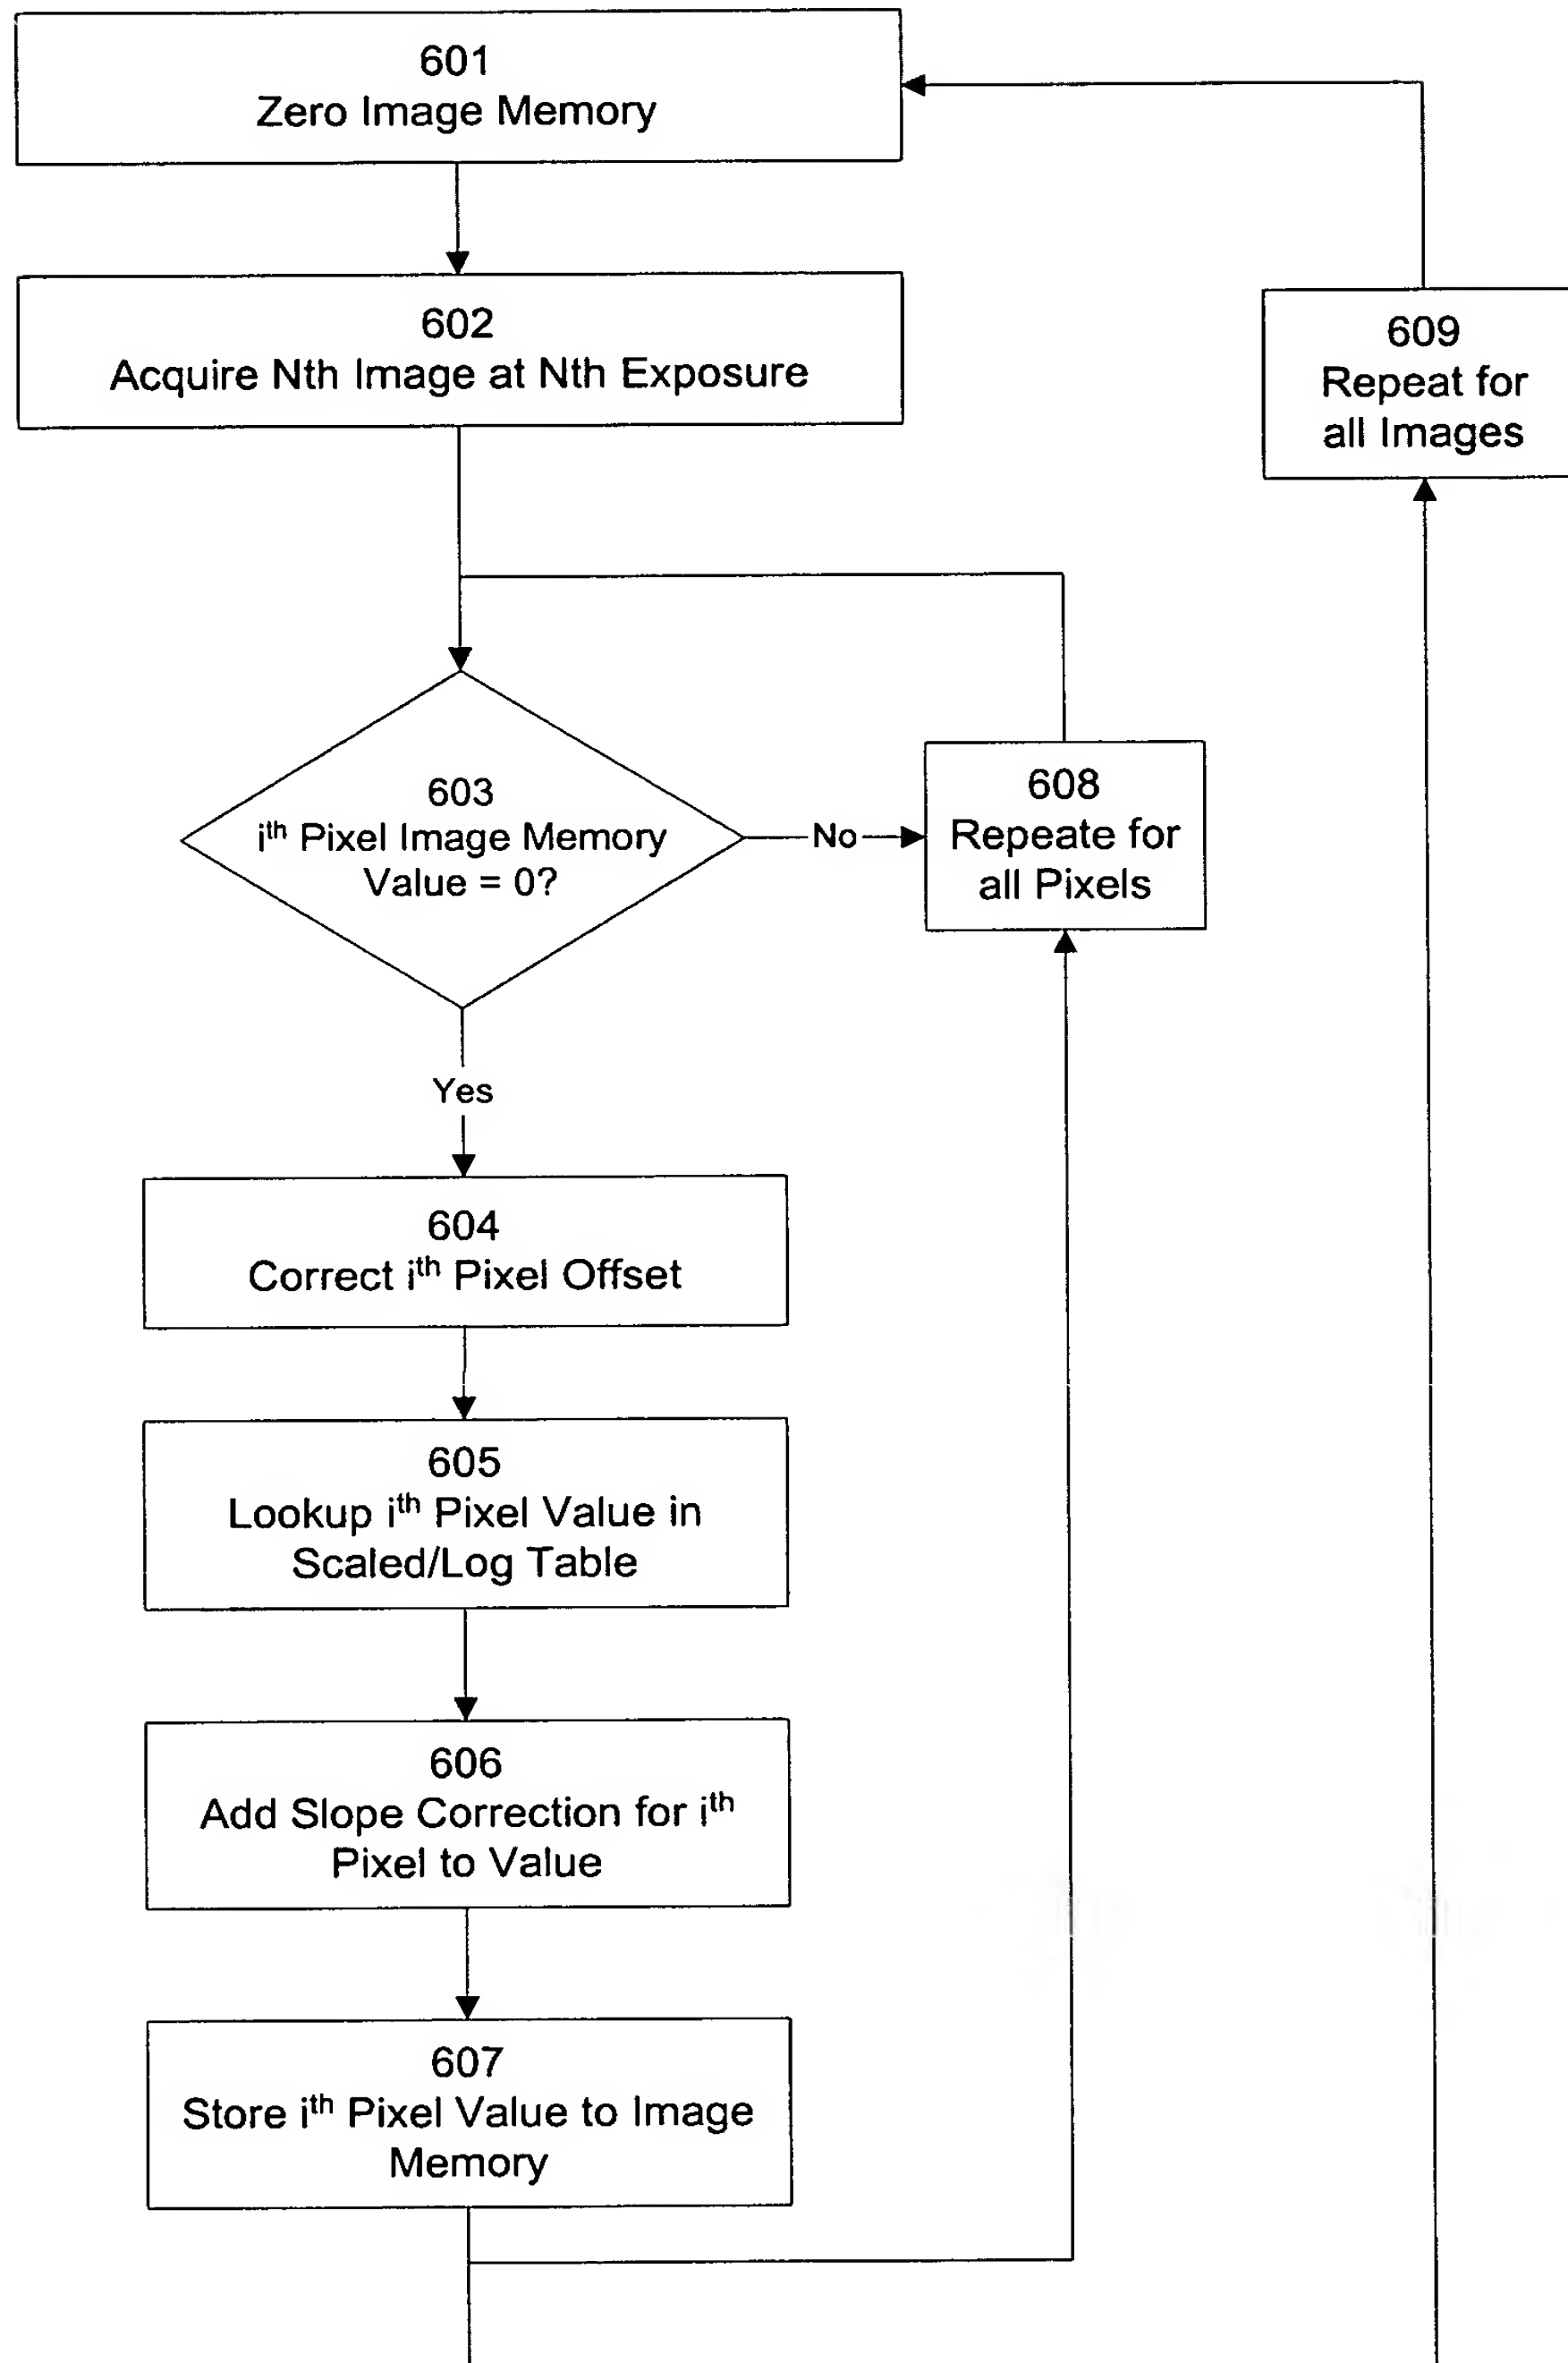 601
Zero Image Memory
602
Acquire Nth Image at Nth Exposure
609
Repeat for
all Images
603
iᵗʰ Pixel Image Memory
Value = 0?
No
608
Repeate for
all Pixels
Yes
604
Correct iᵗʰ Pixel Offset
605
Lookup iᵗʰ Pixel Value in
Scaled/Log Table
606
Add Slope Correction for iᵗʰ
Pixel to Value
607
Store iᵗʰ Pixel Value to Image
Memory